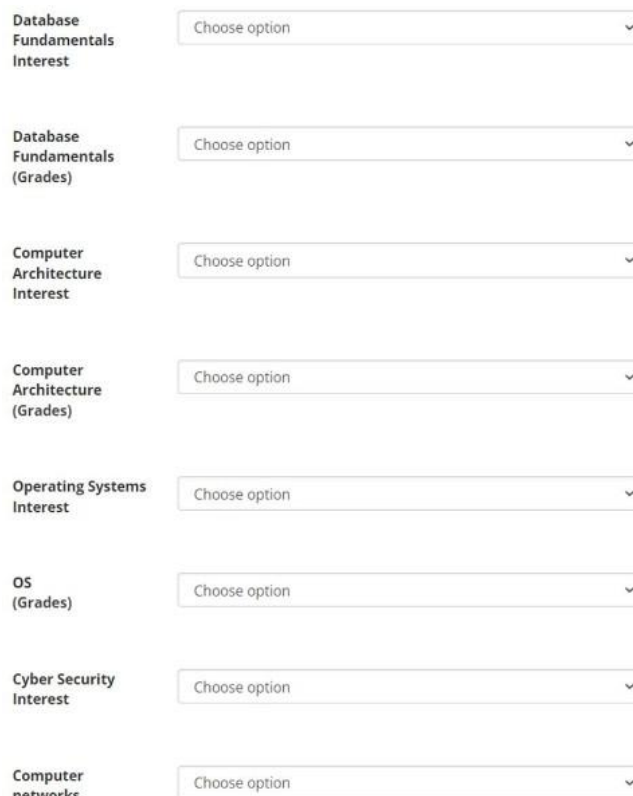 Database
Fundamentals
Interest
Choose option
Database
Fundamentals
(Grades)
Choose option
Computer
Architecture
Interest
Choose option
Computer
Architecture
(Grades)
Choose option
Operating Systems
Interest
Choose option
OS
(Grades)
Choose option
Cyber Security
Interest
Choose option
Computer
networks
Choose option